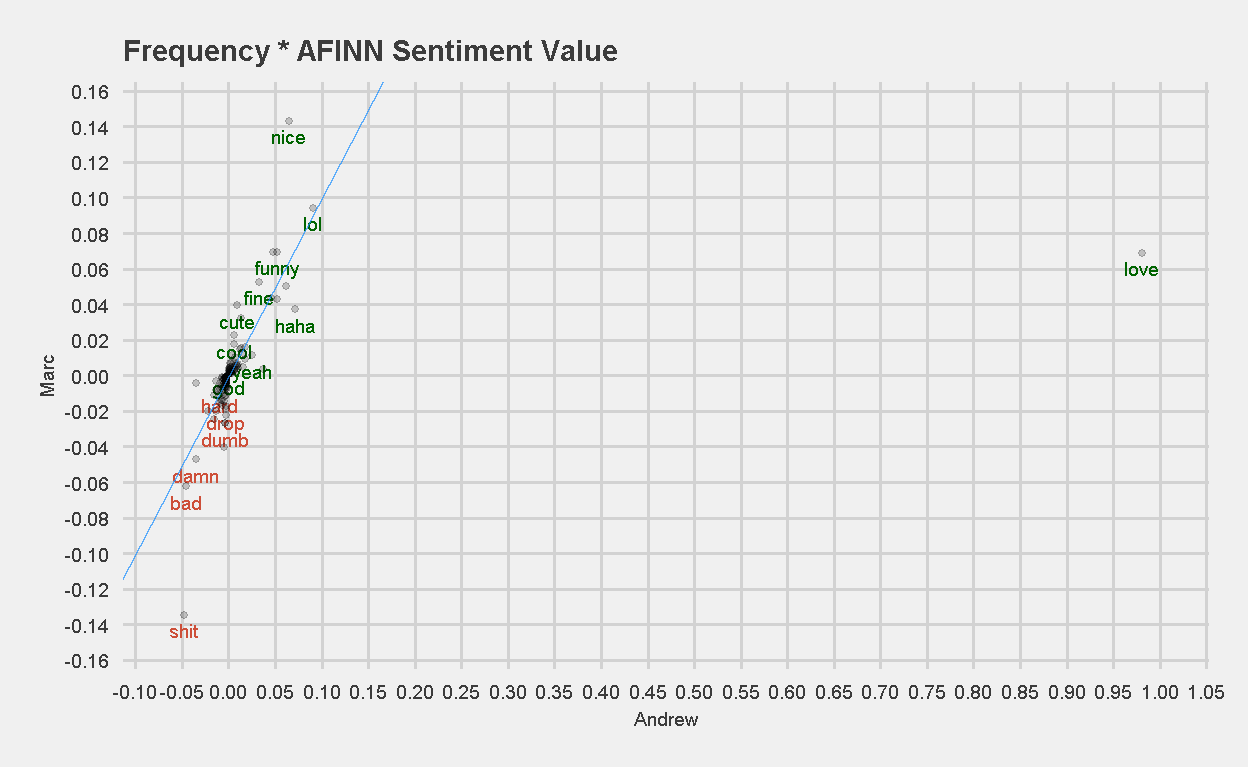 Frequency * AFINN Sentiment Value
0.16
0.14
nice
0.12
0.10
lol
0.08
funny
love
0.06
fine
0.04
cute
haha
0.02
cool
yeah
0.00
god
hard
-0.02
drop
dumb
-0.04
damn
-0.06
bad
-0.08
-0.10
-0.12
-0.14
shit
-0.16
Marc
-0.10 -0.05 0.00 0.05 0.10 0.15 0.20 0.25 0.30 0.35 0.40 0.45 0.50 0.55 0.60 0.65 0.70 0.75 0.80 0.85 0.90 0.95 1.00 1.05
Andrew